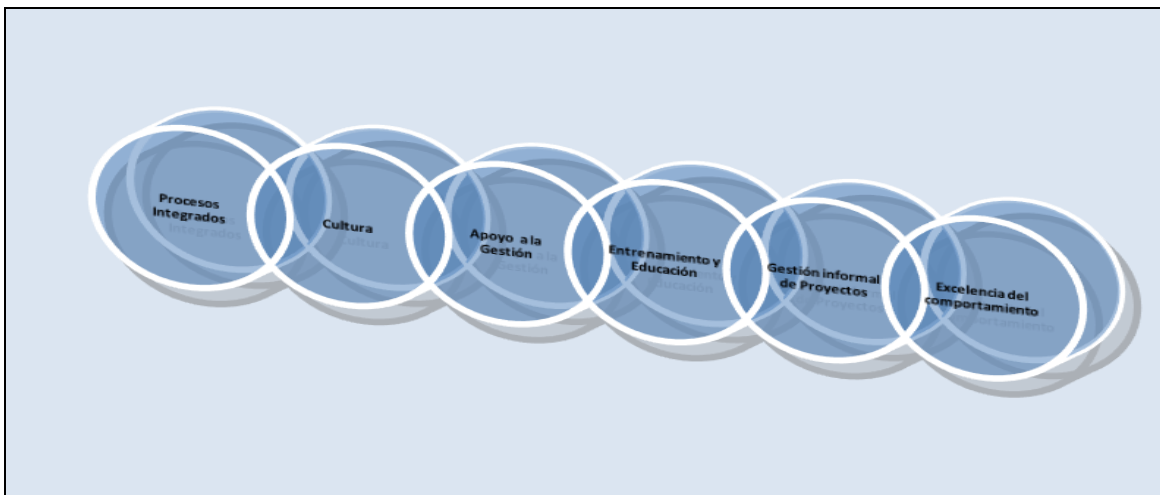 Procesos
Integrados
Cultura
Apoyo a la
Gestión
Entrenamiento y
Educación
Gestión informal
de Proyectos
Excelencia del
comportamiento